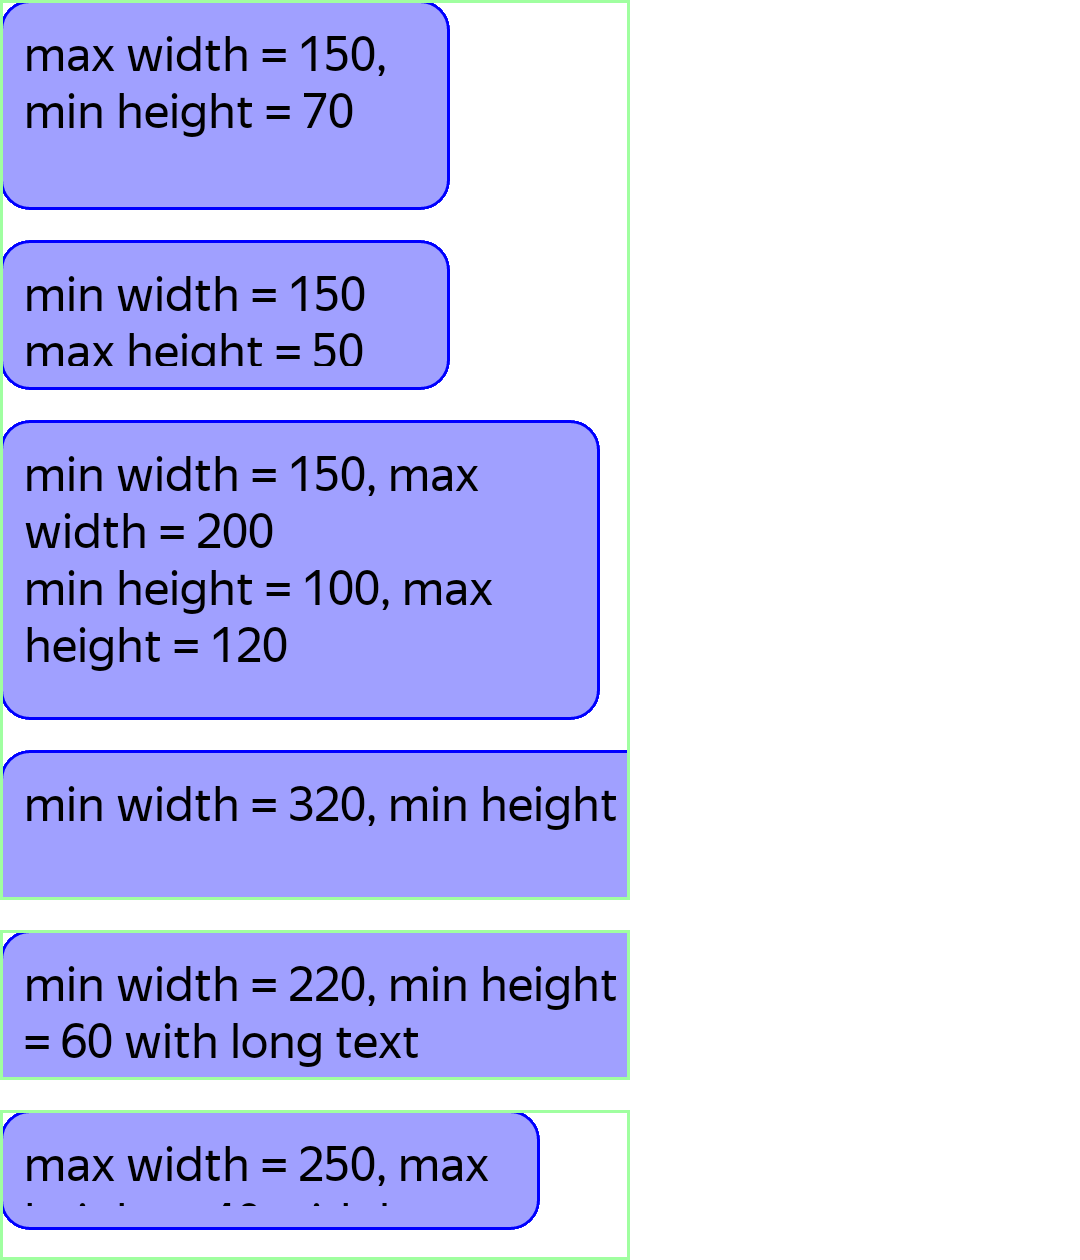 max width = 150,
min height = 70
min width = 150
max height = 50
min width = 150, max
width = 200
min height = 100, max
height = 120
min width = 320, min height
min width = 220, min height
= 60 with long text
max width = 250, max